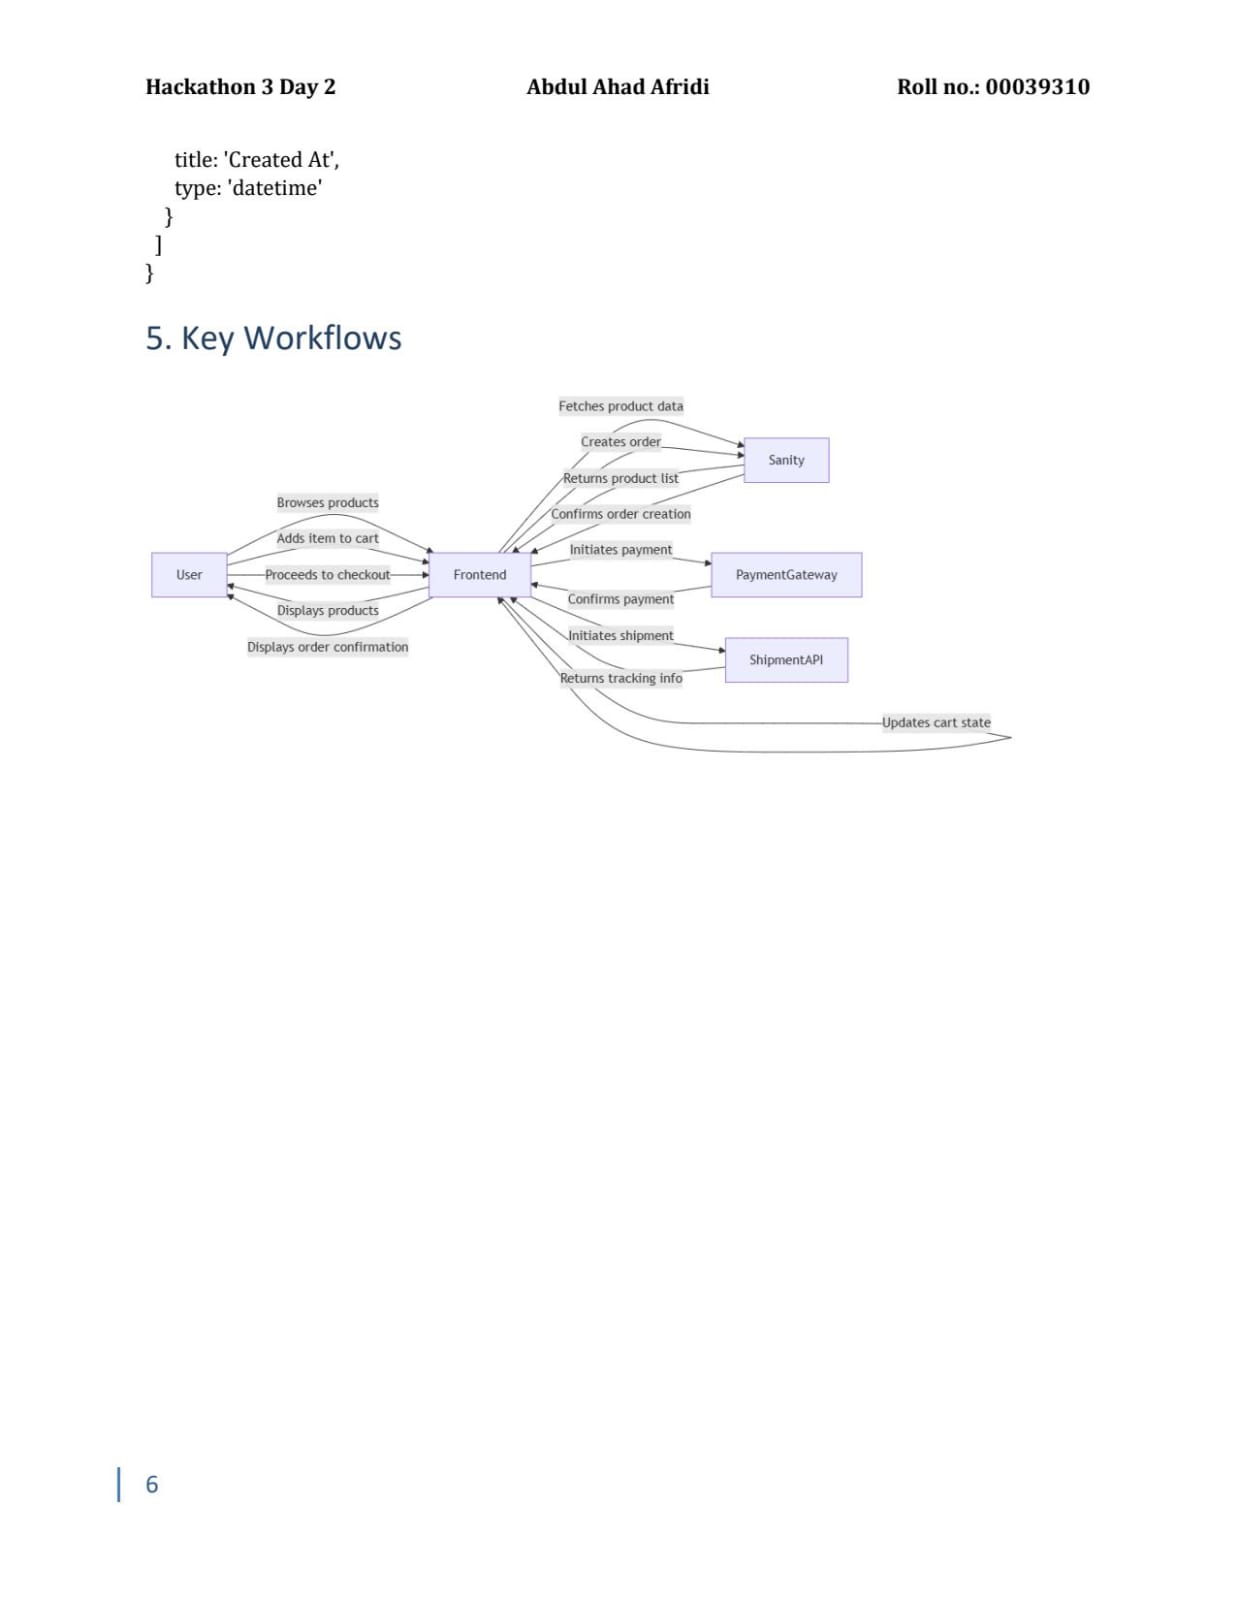 Hackathon 3 Day 2 Abdul Ahad Afridi Roll no.: 00039310
title: 'Created At',
type: 'datetime'
}
]
}
5. Key Workflows
Fetches product data
Creates order
Sanity
Returns product list
Browses products
Confirms order creation
Adds item to cart
Initiates payment
User
Proceeds to checkout
Frontend
PaymentGateway
Confirms payment
Displays products
Initiates shipment
Displays order confirmation
ShipmentAPI
Returns tracking info
Updates cart state
6